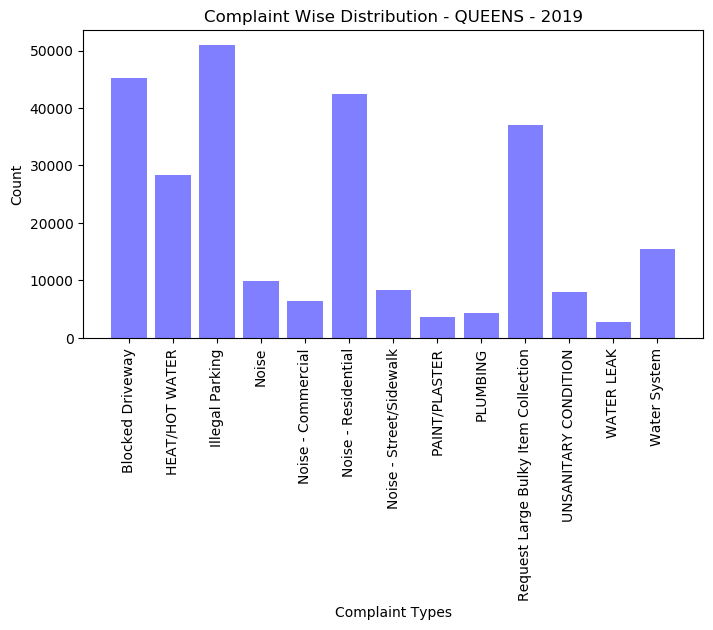 Complaint Wise Distribution - QUEENS - 2019
Count
50000
40000
30000
20000
10000
0
Blocked Driveway
HEAT/HOT WATER
Illegal Parking
Noise
Noise - Commercial
Noise - Residential
Noise - Street/Sidewalk
PAINT/PLASTER
PLUMBING
Request Large Bulky Item Collection
UNSANITARY CONDITION
WATER LEAK
Water System
Complaint Types